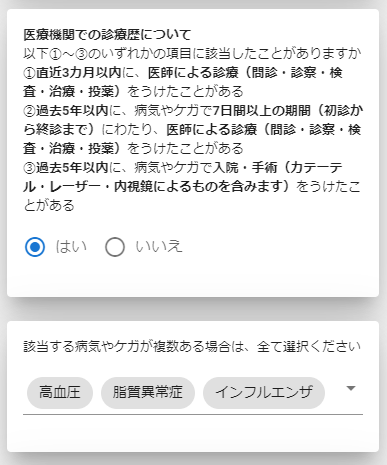 医療機関での診療歴について
以下①～③のいずれかの項目に該当したことがありますか
①直近3カ月以内に、医師による診療（問診・診察・検
査・治療・投薬）をうけたことがある
②過去5年以内に、病気やケガで7日間以上の期間（初診か
ら終診まで）にわたり、医師による診療（問診・診察・検
査・治療・投薬）をうけたことがある
③過去5年以内に、病気やケガで入院・手術（カテーテ
ル・レーザー・内視鏡によるものを含みます）をうけたこ
とがある
はい いいえ
該当する病気やケガが複数ある場合は、全て選択ください
高血圧 脂質異常症 インフルエンザ